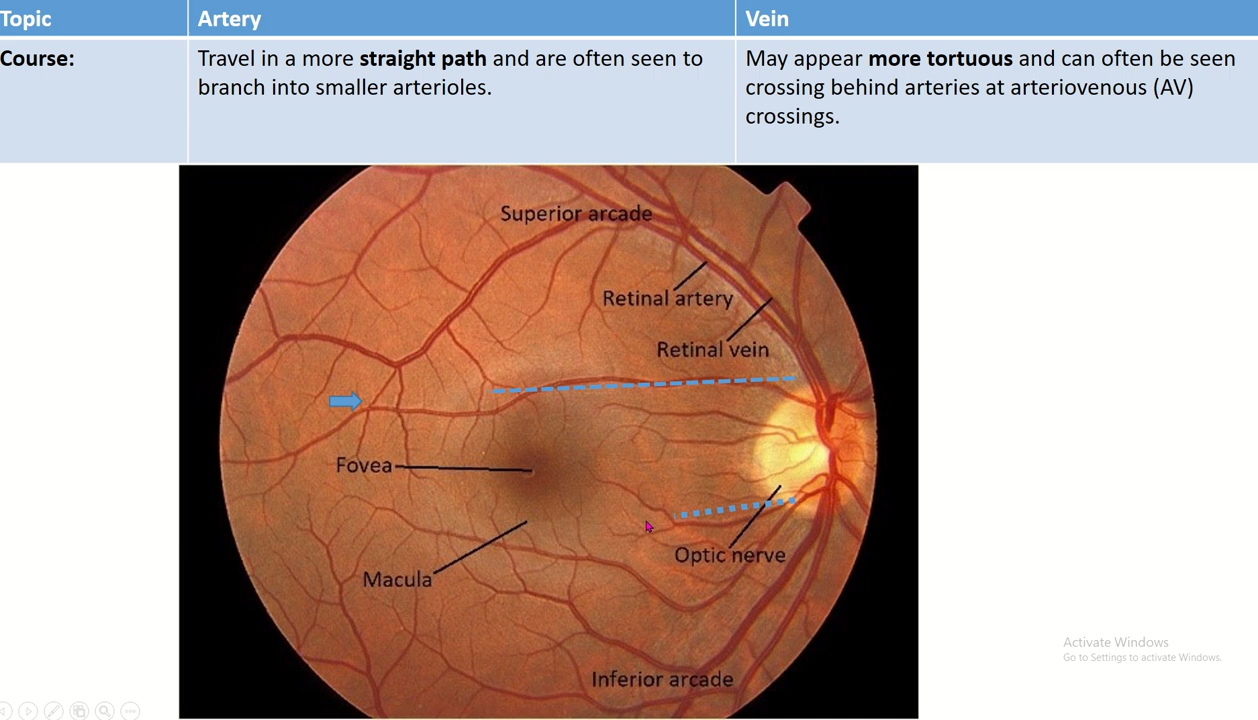 Topic
Artery
Vein
Course:
Travel in a more straight path and are often seen to
branch into smaller arterioles.
May appear more tortuous and can often be seen
crossing behind arteries at arteriovenous (AV)
crossings.
Superior arcade
Retinal artery
Retinal vein
Fovea
Optic nerve
Macula
Inferior arcade
Activate Windows
Go to Settings to activate Windows.